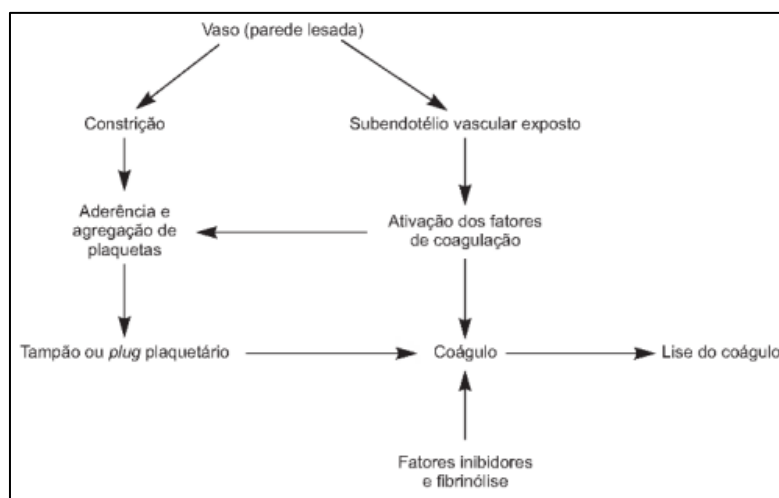 Vaso (parede lesada)
Constrição
Subendotélio vascular exposto
Aderência e
agregação de
plaquetas
Ativação dos fatores
de coagulação
Tampão ou plug plaquetário
Coágulo
Lise do coágulo
Fatores inibidores
e fibrinólise